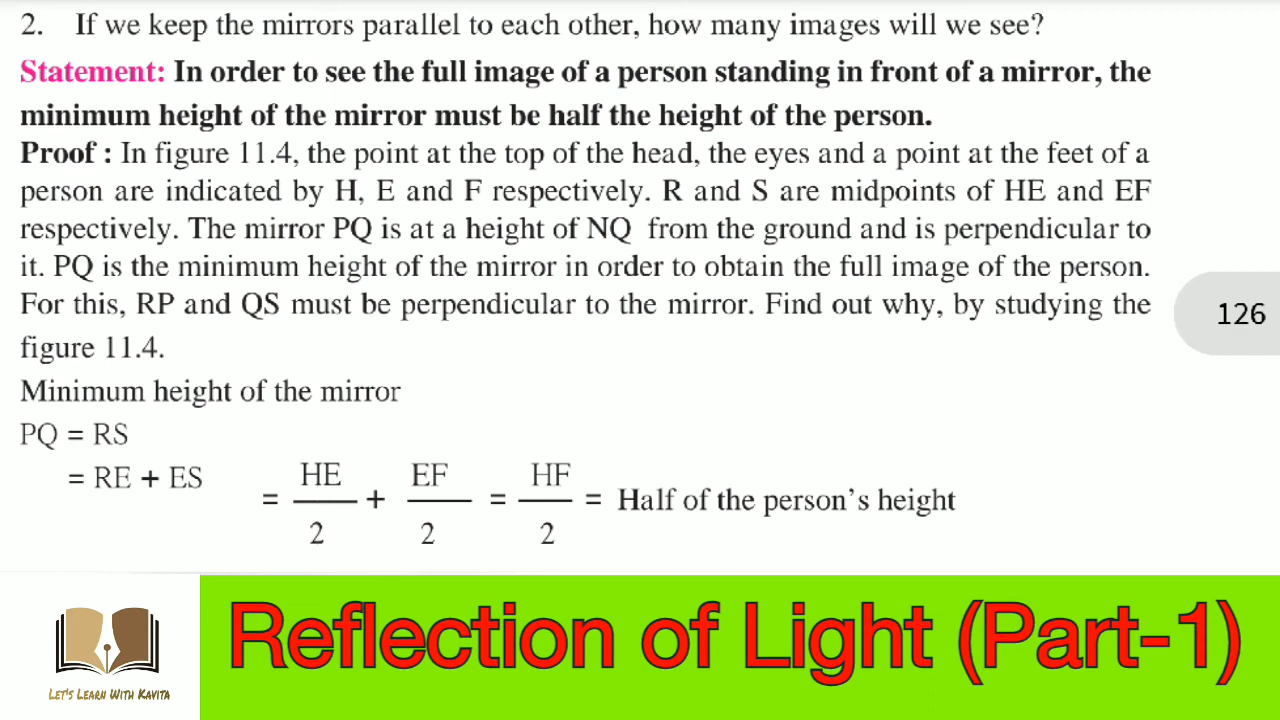 2. If we keep the mirrors parallel to each other, how many images will we see?
Statement: In order to see the full image of a person standing in front of a mirror, the
minimum height of the mirror must be half the height of the person.
Proof : In figure 11.4, the point at the top of the head, the eyes and a point at the feet of a
person are indicated by H, E and F respectively. R and S are midpoints of HE and EF
respectively. The mirror PQ is at a height of NQ from the ground and is perpendicular to
it. PQ is the minimum height of the mirror in order to obtain the full image of the person.
For this, RP and QS must be perpendicular to the mirror. Find out why, by studying the
figure 11.4.
126
Minimum height of the mirror
PQ = RS
= RE + ES = HE/2 + EF/2 = HF/2 = Half of the person's height
LET'S LEARN WITH KAVITA
Reflection of Light (Part-1)